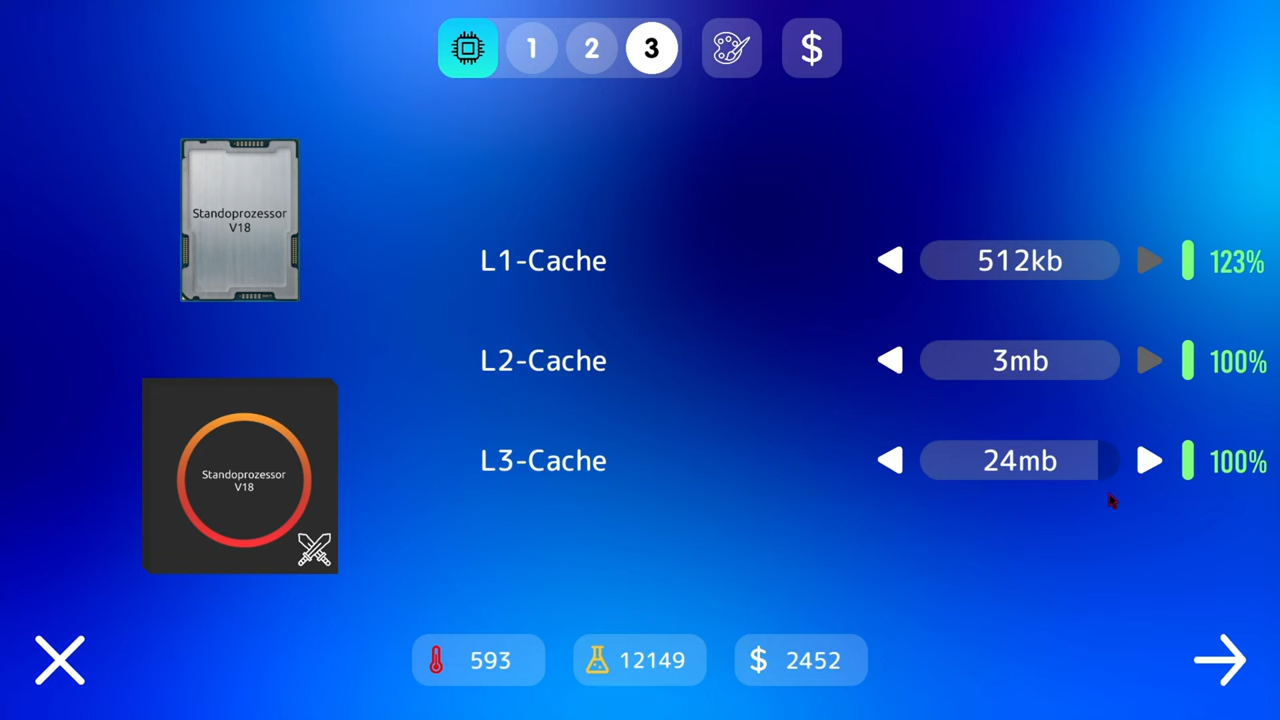 1 2 3 $
Standoprozessor
V18
L1-Cache 512kb 123%
L2-Cache 3mb 100%
L3-Cache 24mb 100%
Standoprozessor
V18
593 12149 $ 2452